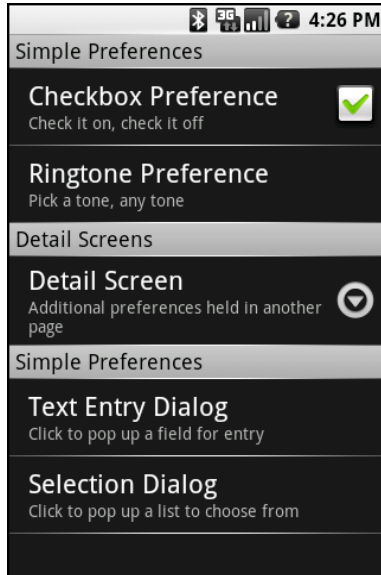 3G
? 4:26 PM
Simple Preferences
Checkbox Preference
Check it on, check it off
Ringtone Preference
Pick a tone, any tone
Detail Screens
Detail Screen
Additional preferences held in another
page
Simple Preferences
Text Entry Dialog
Click to pop up a field for entry
Selection Dialog
Click to pop up a list to choose from